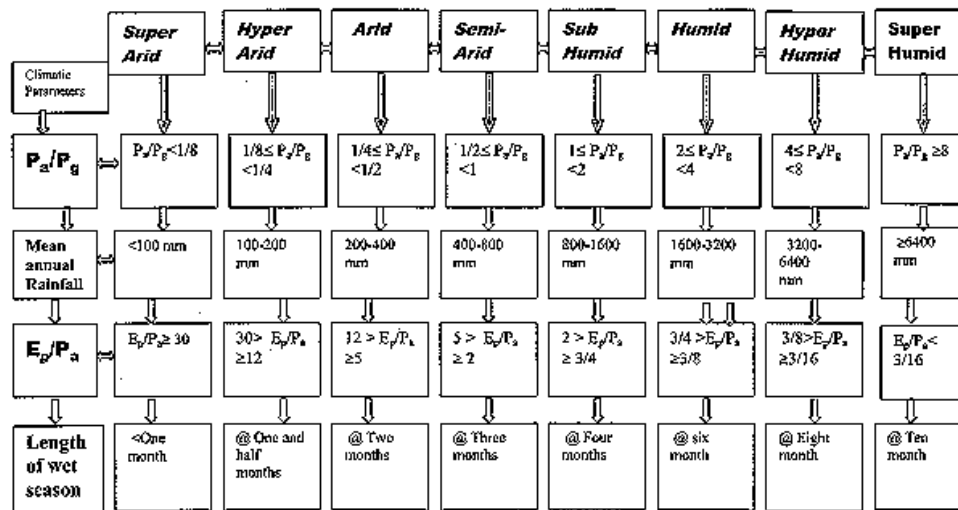 Super
Arid
Hyper
Arid
Arid
Semi-
Arid
Sub
Humid
Humid
Hypor
Humid
Super
Humid
Climatic
Parameters
Pa/Pg
Pa/Pg<1/8
1/8≤ Pa/Pg
<1/4
1/4≤ Pa/Pg
<1/2
1/2≤ Pa/Pg
<1
1≤ Pa/Pg
<2
2≤ Pa/Pg
<4
4≤ Pa/Pg
<8
Pa/Pg ≥8
Mean
annual
Rainfall
<100 mm
100-200
mm
200-400
mm
400-800
mm
800-1600
mm
1600-3200
mm
3200-
6400
mm
≥6400
mm
Ep/Pa
Ep/Pa≥ 30
30> Ep/Pa
≥12
12 > Ep/Pa
≥5
5 > Ep/Pa
≥ 2
2 > Ep/Pa
≥ 3/4
3/4 >Ep/Pa
≥3/8
3/8>Ep/Pa
≥3/16
Ep/Pa<
3/16
Length
of wet
season
<One
month
@ One and
half
months
@ Two
months
@ Three
months
@ Four
months
@ six
month
@ Eight
month
@ Ten
month